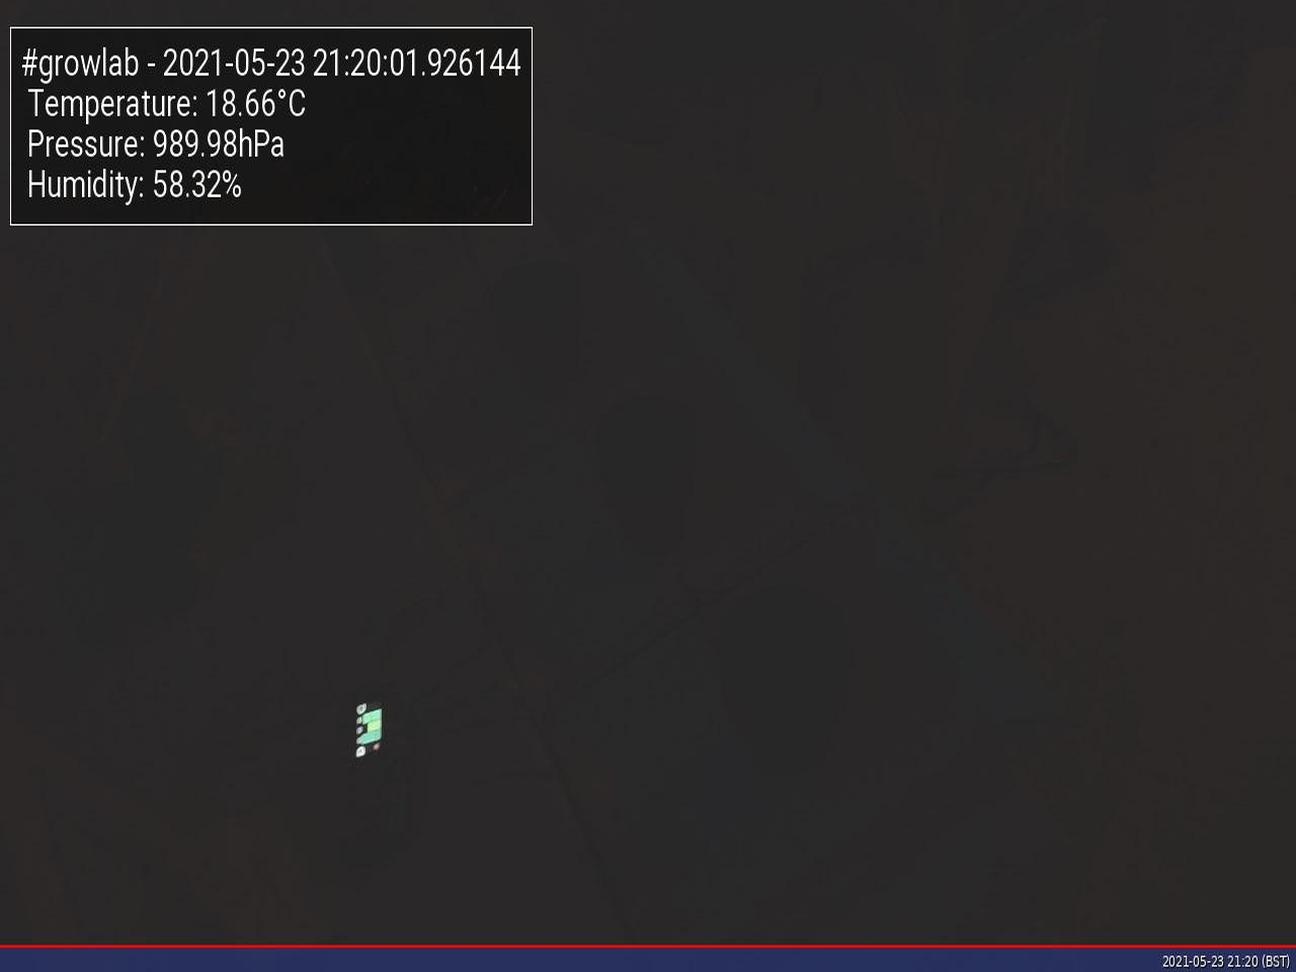 #growlab - 2021-05-23 21:20:01.926144
Temperature: 18.66°C
Pressure: 989.98hPa
Humidity: 58.32%
2021-05-23 21:20 (BST)